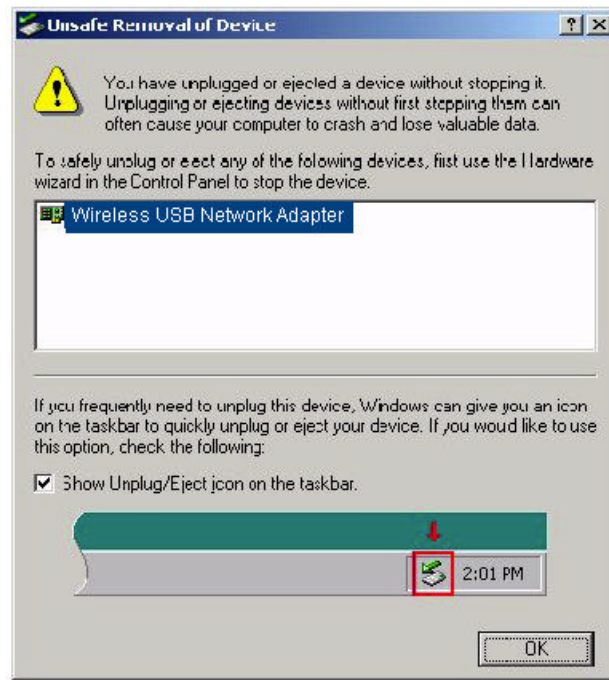 Unsafe Removal of Device
You have unplugged or ejected a device without stopping it.
Unplugging or ejecting devices without first stopping them can
often cause your computer to crash and lose valuable data.
To safely unplug or eject any of the following devices, first use the Hardware
wizard in the Control Panel to stop the device.
Wireless USB Network Adapter
If you frequently need to unplug this device, Windows can give you an icon
on the taskbar to quickly unplug or eject your device. If you would like to use
this option, check the following:
Show Unplug/Eject icon on the taskbar.
2:01 PM
OK